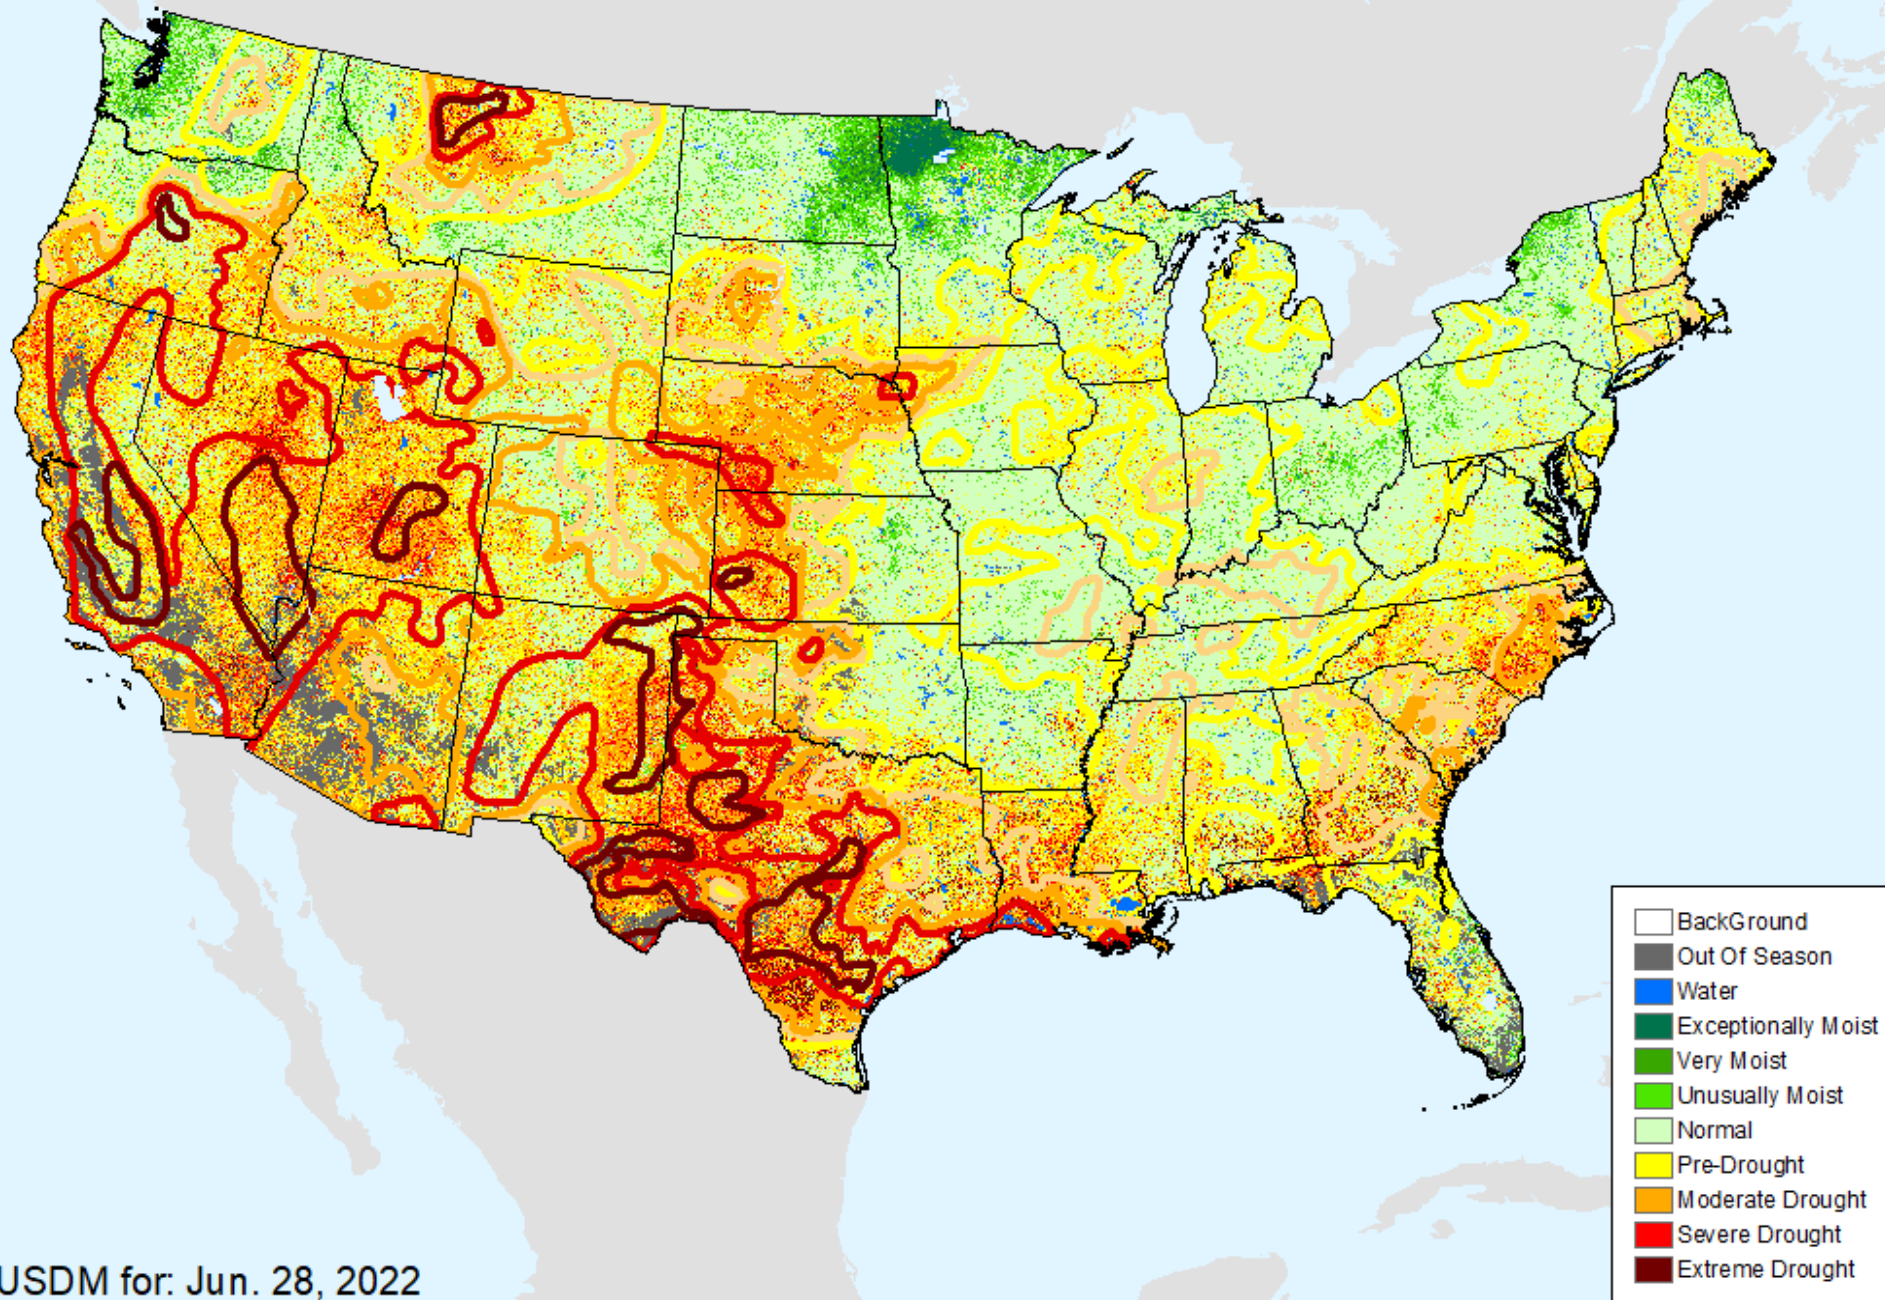 BackGround
Out Of Season
Water
Exceptionally Moist
Very Moist
Unusually Moist
Normal
Pre-Drought
Moderate Drought
Severe Drought
Extreme Drought
USDM for: Jun. 28, 2022